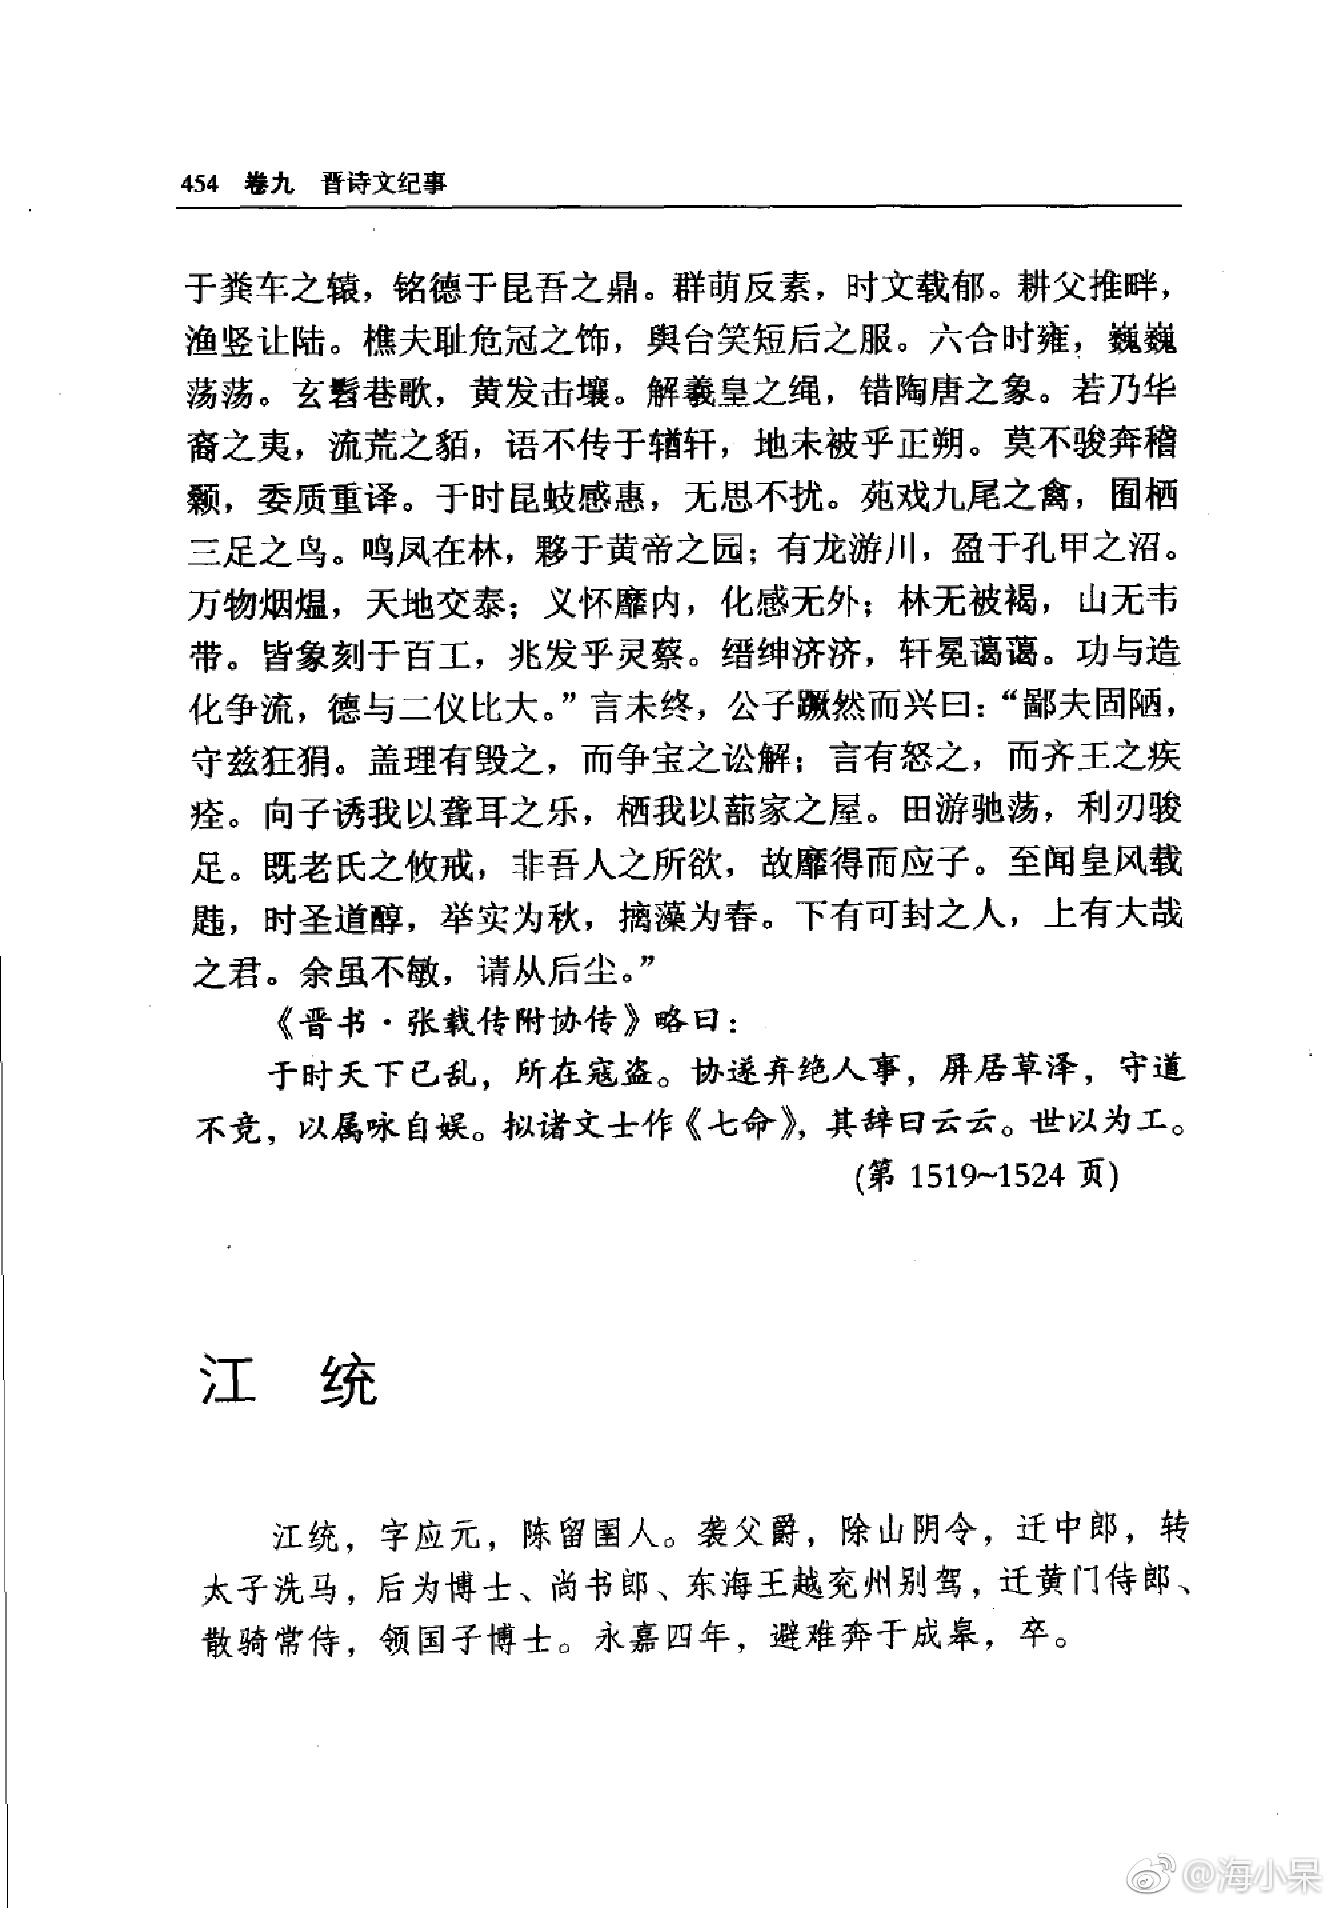 454 卷九 晋诗文纪事
于粪车之辕，铭德于昆吾之鼎。群萌反素，时文载郁。耕父推畔，
渔竖让陆。樵夫耻危冠之饰，舆台笑短后之服。六合时雍，巍巍
荡荡。玄髫巷歌，黄发击壤。解羲皇之绳，错陶唐之象。若乃华
裔之夷，流荒之貊，语不传于輶轩，地未被乎正朔。莫不骏奔稽
颡，委质重译。于时昆蚑感惠，无思不扰。苑戏九尾之禽，囿栖
三足之鸟。鸣凤在林，夥于黄帝之园；有龙游川，盈于孔甲之沼。
万物烟煴，天地交泰；义怀靡内，化感无外；林无被褐，山无韦
带。皆象刻于百工，兆发乎灵蔡。缙绅济济，轩冕蔼蔼。功与造
化争流，德与二仪比大。”言未终，公子蹶然而兴曰：“鄙夫固陋，
守兹狂狷。盖理有毁之，而争宝之讼解；言有怒之，而齐王之疾
痊。向子诱我以聋耳之乐，栖我以蔀家之屋。田游驰荡，利刃骏
足。既老氏之攸戒，非吾人之所欲，故靡得而应子。至闻皇风载
韪，时圣道醇，举实为秋，摛藻为春。下有可封之人，上有大哉
之君。余虽不敏，请从后尘。”
《晋书·张载传附协传》略曰：
于时天下已乱，所在寇盗。协遂弃绝人事，屏居草泽，守道
不竞，以属咏自娱。拟诸文士作《七命》，其辞曰云云。世以为工。
(第 1519~1524 页)
江 统
江统，字应元，陈留圉人。袭父爵，除山阴令，迁中郎，转
太子洗马，后为博士、尚书郎、东海王越兖州别驾，迁黄门侍郎、
散骑常侍，领国子博士。永嘉四年，避难奔于成皋，卒。
@海小呆